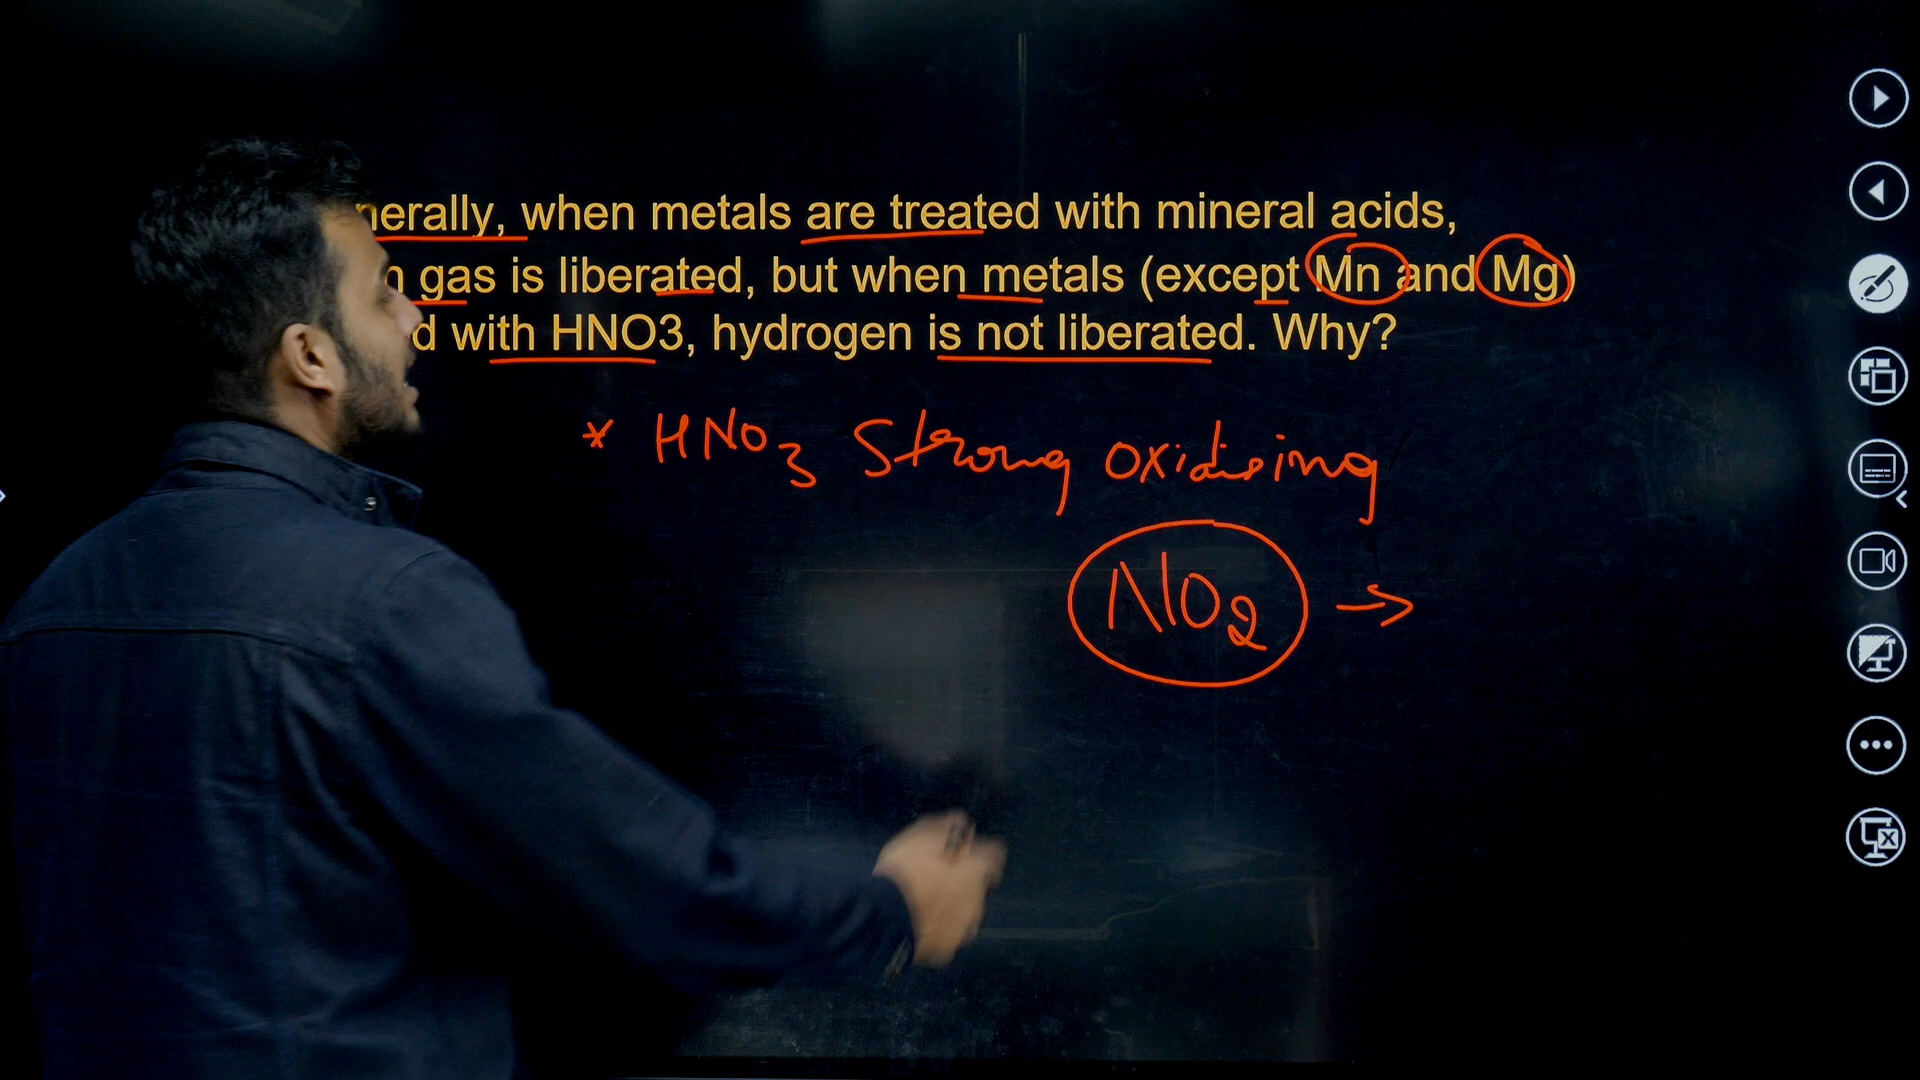 nerally, when metals are treated with mineral acids,
n gas is liberated, but when metals (except Mn and Mg)
d with HNO3, hydrogen is not liberated. Why?
* HNO3 Strong oxidising
NO2 →